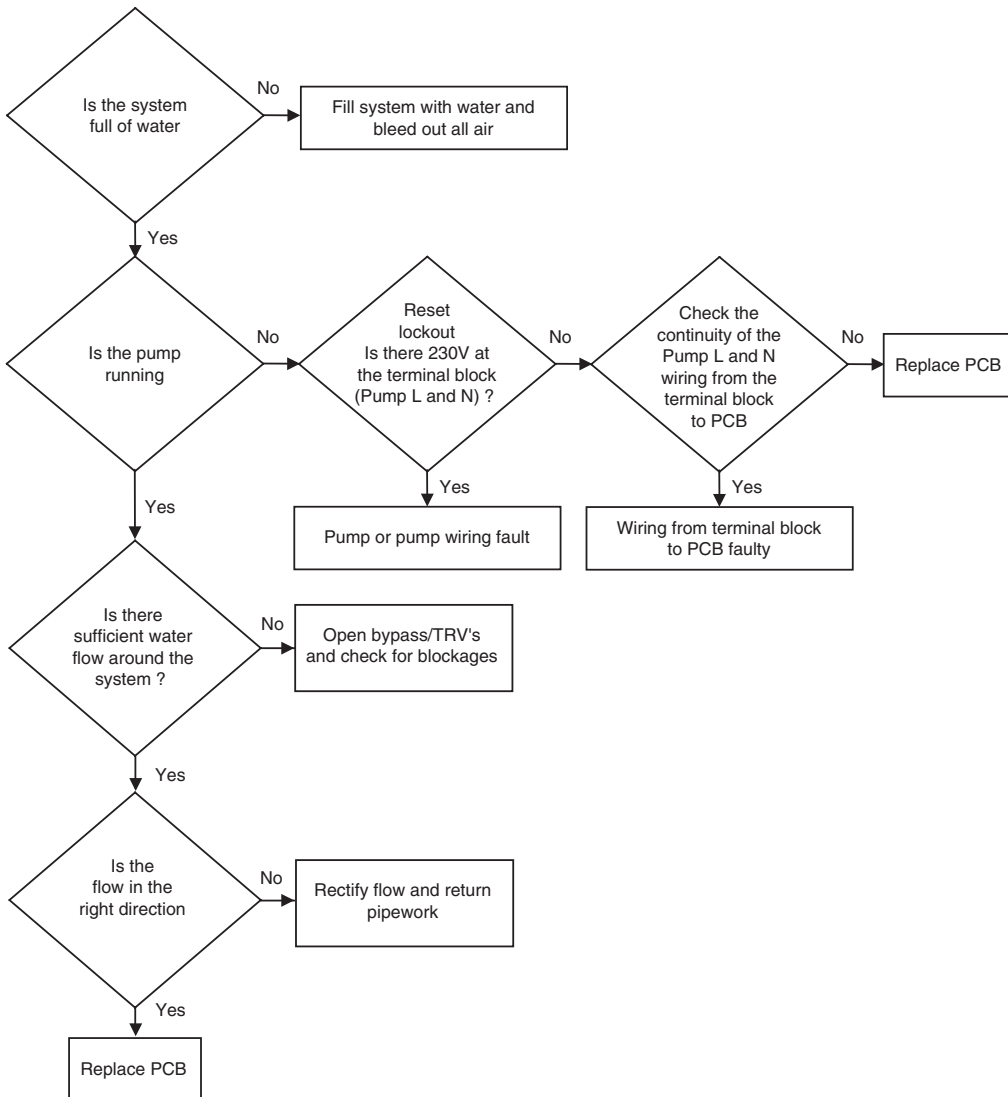 Is the system
full of water
No
Fill system with water and
bleed out all air
Yes
Is the pump
running
No
Reset
lockout
Is there 230V at
the terminal block
(Pump L and N) ?
No
Check the
continuity of the
Pump L and N
wiring from the
terminal block
to PCB
No
Replace PCB
Yes
Pump or pump wiring fault
Yes
Wiring from terminal block
to PCB faulty
Yes
Is there
sufficient water
flow around the
system ?
No
Open bypass/TRV's
and check for blockages
Yes
Is the
flow in the
right direction
No
Rectify flow and return
pipework
Yes
Replace PCB